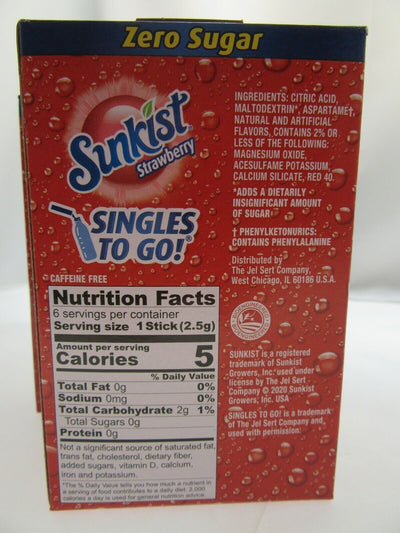 Zero Sugar
Sunkist
Strawberry
SINGLES
TO GO!®
CAFFEINE FREE
Nutrition Facts
6 servings per container
Serving size 1 Stick (2.5g)
Amount per serving
Calories 5
% Daily Value
Total Fat 0g 0%
Sodium 0mg 0%
Total Carbohydrate 2g 1%
Total Sugars 0g
Protein 0g
Not a significant source of saturated fat,
trans fat, cholesterol, dietary fiber,
added sugars, vitamin D, calcium,
iron and potassium.
*The % Daily Value tells you how much a nutrient in
a serving of food contributes to a daily diet. 2,000
calories a day is used for general nutrition advice.
INGREDIENTS: CITRIC ACID,
MALTODEXTRIN*, ASPARTAME†,
NATURAL AND ARTIFICIAL
FLAVORS, CONTAINS 2% OR
LESS OF THE FOLLOWING:
MAGNESIUM OXIDE,
ACESULFAME POTASSIUM,
CALCIUM SILICATE, RED 40.
*ADDS A DIETARILY
INSIGNIFICANT AMOUNT
OF SUGAR
† PHENYLKETONURICS:
CONTAINS PHENYLALANINE
Distributed by
The Jel Sert Company,
West Chicago, IL 60186 U.S.A.
SUNKIST is a registered
trademark of Sunkist
Growers, Inc. used under
license by The Jel Sert
Company © 2020 Sunkist
Growers, Inc. USA
SINGLES TO GO! is a trademark
of The Jel Sert Company and
used with permission.